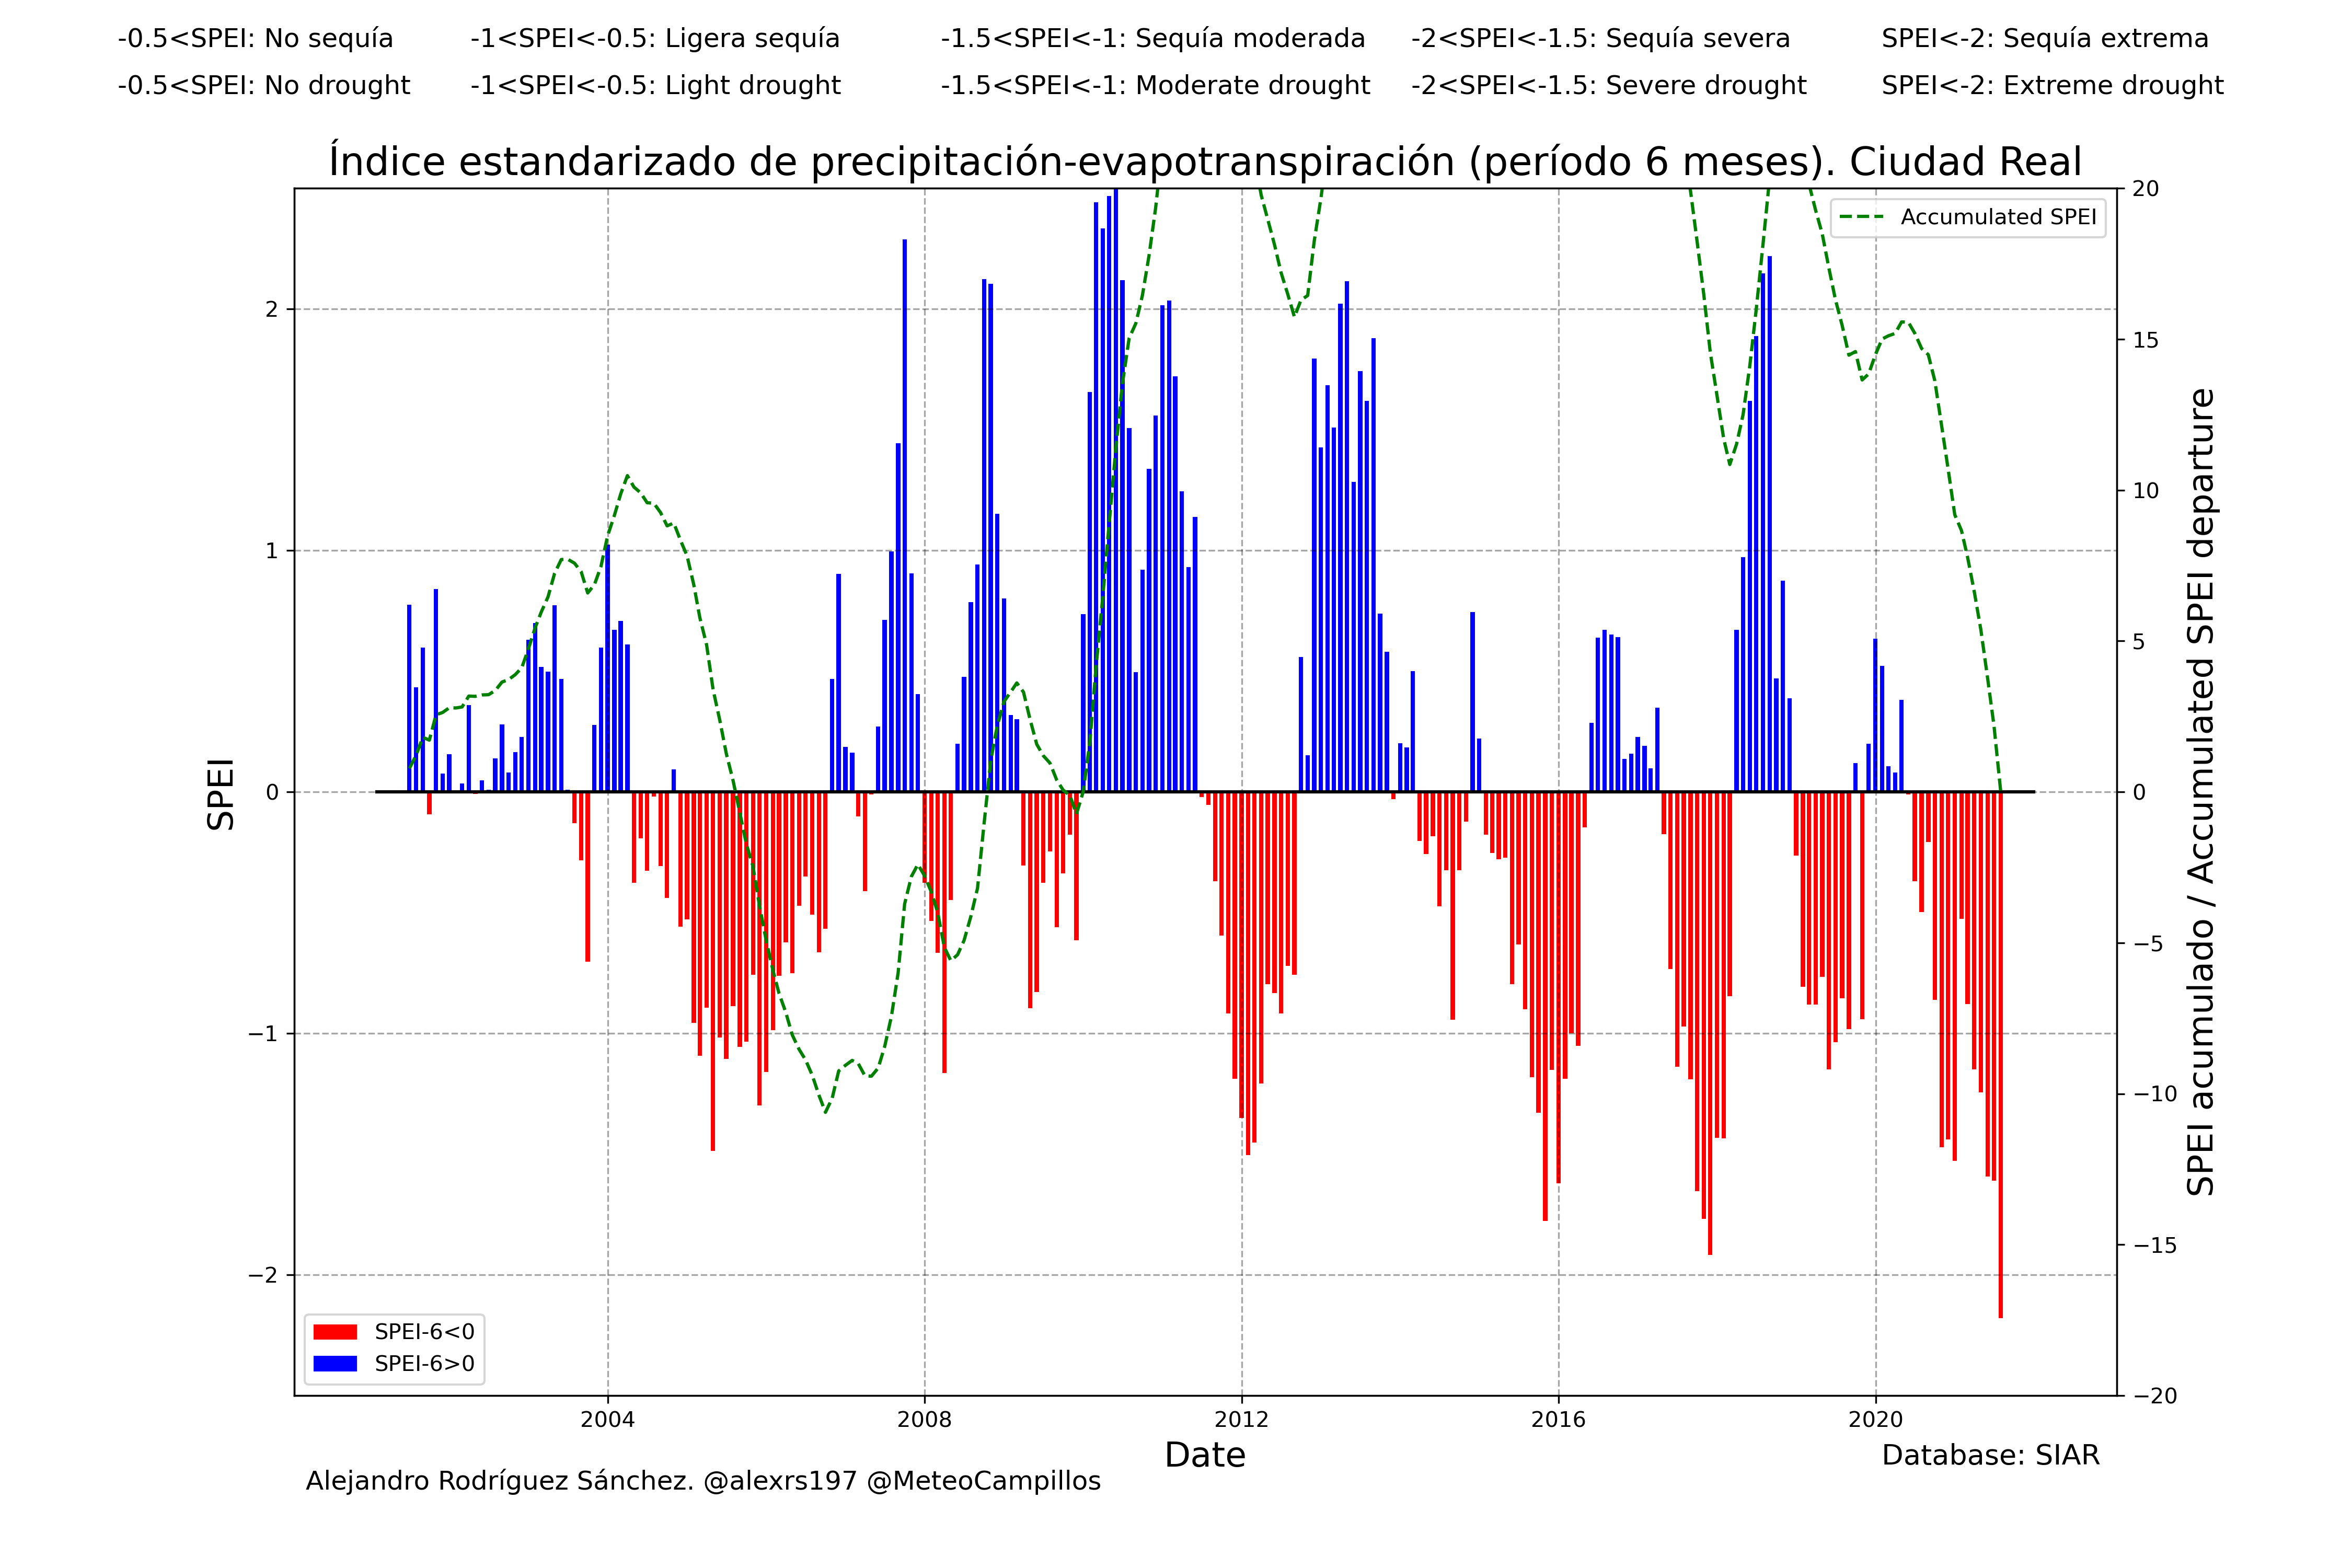 -0.5<SPEI: No sequía -1<SPEI<-0.5: Ligera sequía -1.5<SPEI<-1: Sequía moderada -2<SPEI<-1.5: Sequía severa SPEI<-2: Sequía extrema
-0.5<SPEI: No drought -1<SPEI<-0.5: Light drought -1.5<SPEI<-1: Moderate drought -2<SPEI<-1.5: Severe drought SPEI<-2: Extreme drought
Índice estandarizado de precipitación-evapotranspiración (período 6 meses). Ciudad Real
Accumulated SPEI
SPEI
2
1
0
−1
−2
20
15
10
5
0
−5
−10
−15
−20
SPEI acumulado / Accumulated SPEI departure
SPEI-6<0
SPEI-6>0
2004 2008 2012 2016 2020
Date
Database: SIAR
Alejandro Rodríguez Sánchez. @alexrs197 @MeteoCampillos